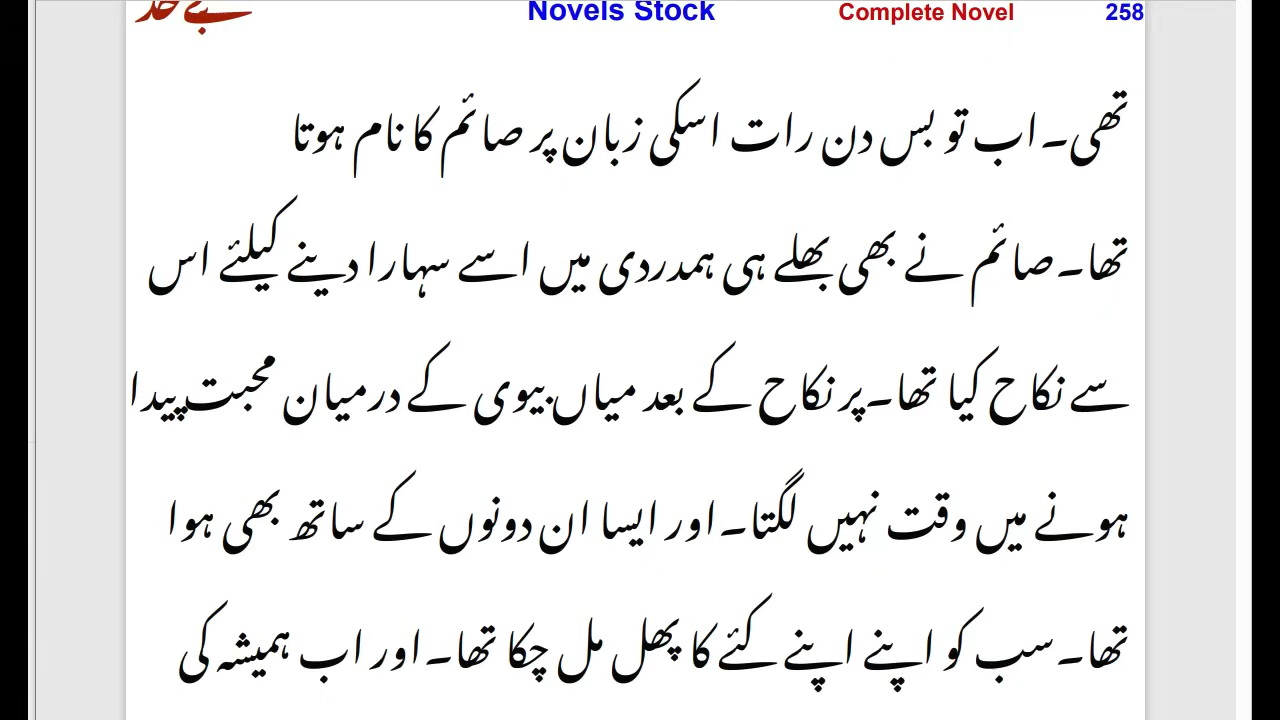 بے حد Novels Stock Complete Novel 258
تھی۔ اب تو بس دن رات اسکی زبان پر صائم کا نام ہوتا
تھا۔ صائم نے بھی بھلے ہی ہمدردی میں اسے سہارا دینے کیلئے اس
سے نکاح کیا تھا۔ پر نکاح کے بعد میاں بیوی کے درمیان محبت پیدا
ہونے میں وقت نہیں لگتا۔ اور ایسا ان دونوں کے ساتھ بھی ہوا
تھا۔ سب کو اپنے اپنے کئے کا پھل مل چکا تھا۔ اور اب ہمیشہ کی